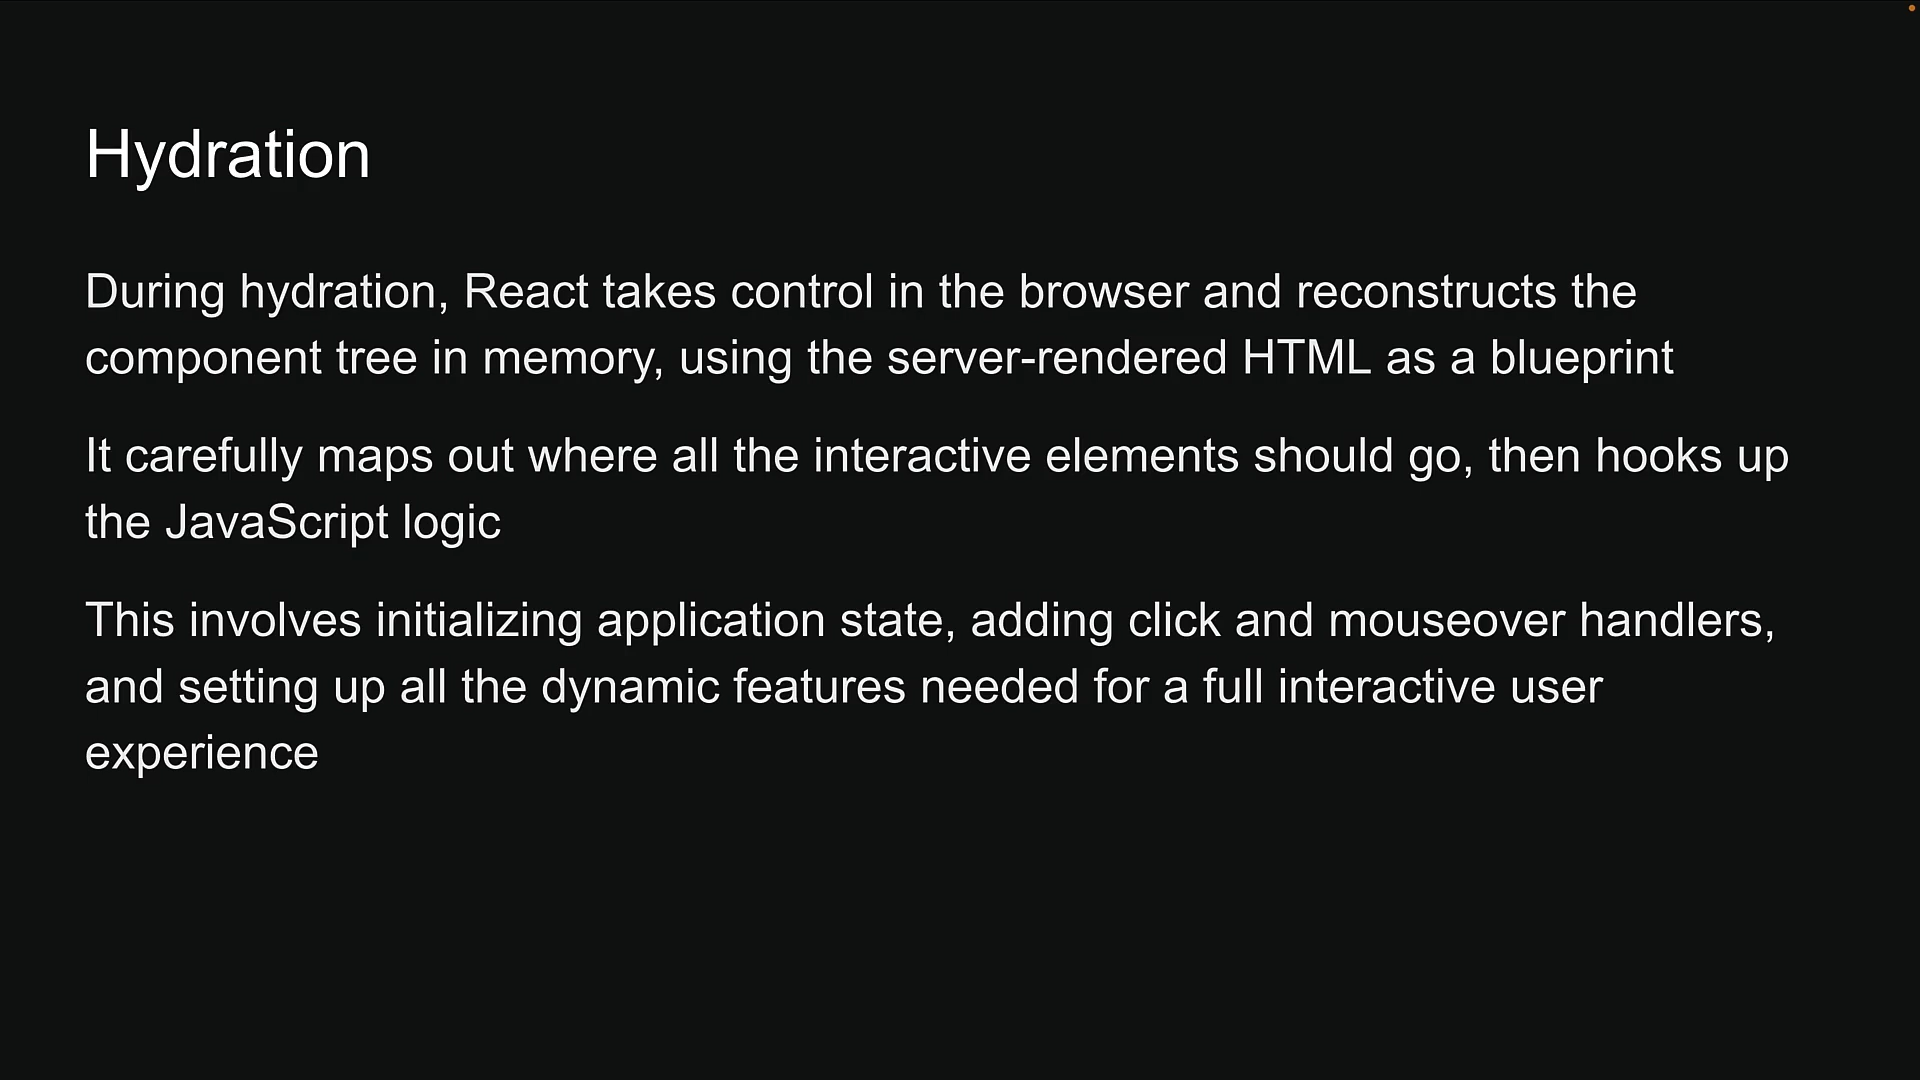 Hydration
During hydration, React takes control in the browser and reconstructs the
component tree in memory, using the server-rendered HTML as a blueprint
It carefully maps out where all the interactive elements should go, then hooks up
the JavaScript logic
This involves initializing application state, adding click and mouseover handlers,
and setting up all the dynamic features needed for a full interactive user
experience